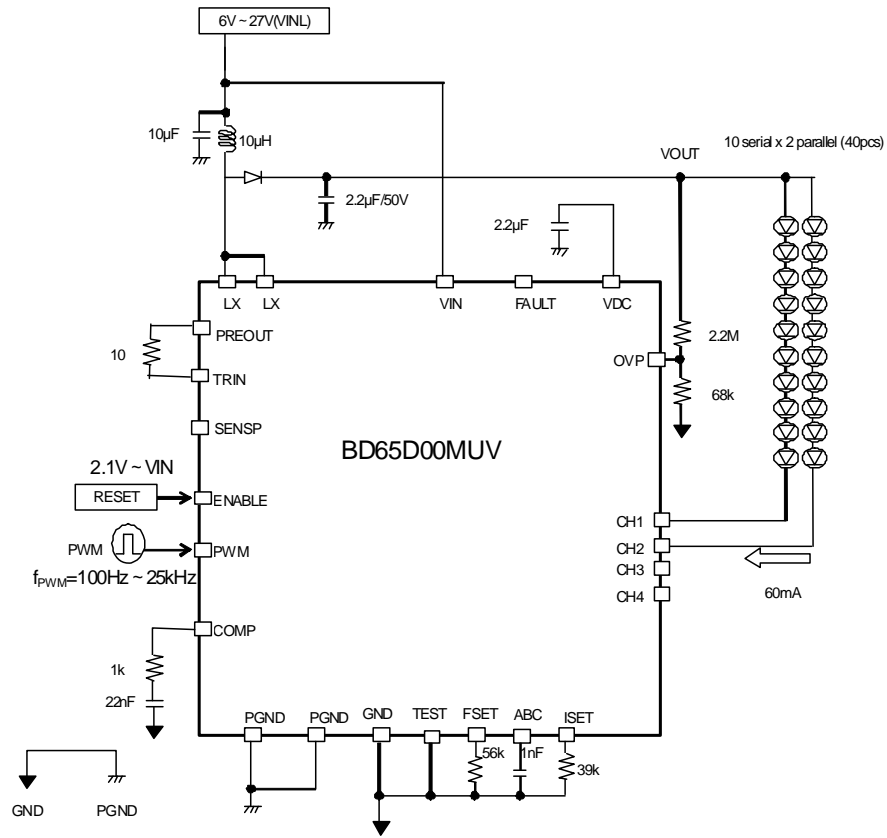 6V ~ 27V(VINL)
10µF
10µH
VOUT
10 serial x 2 parallel (40pcs)
2.2µF/50V
2.2µF
LX
LX
VIN
FAULT
VDC
PREOUT
10
TRIN
OVP
2.2M
68k
SENSP
BD65D00MUV
2.1V ~ VIN
RESET
ENABLE
PWM
PWM
fPWM=100Hz ~ 25kHz
CH1
CH2
CH3
CH4
60mA
COMP
1k
22nF
PGND
PGND
GND
TEST
FSET
ABC
ISET
56k
1nF
39k
GND
PGND